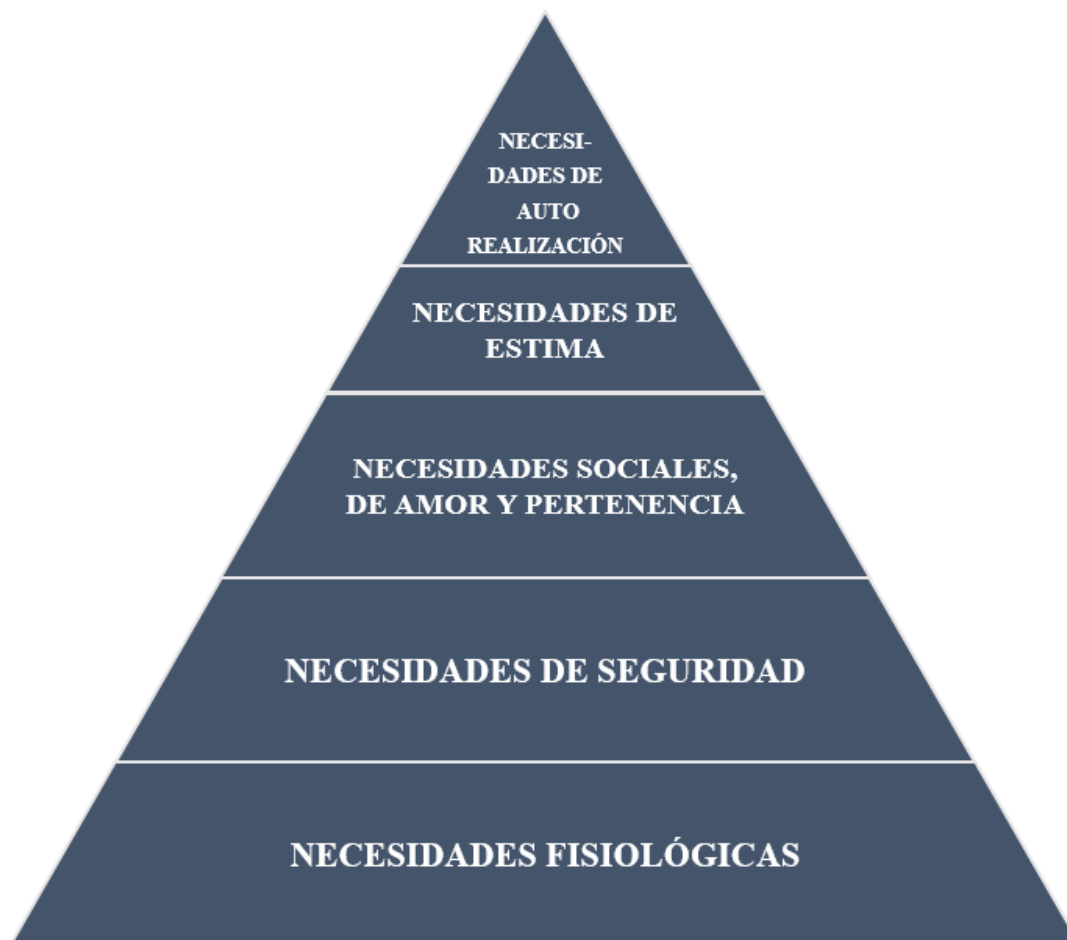 NECESI-
DADES DE
AUTO
REALIZACIÓN
NECESIDADES DE
ESTIMA
NECESIDADES SOCIALES,
DE AMOR Y PERTENENCIA
NECESIDADES DE SEGURIDAD
NECESIDADES FISIOLÓGICAS